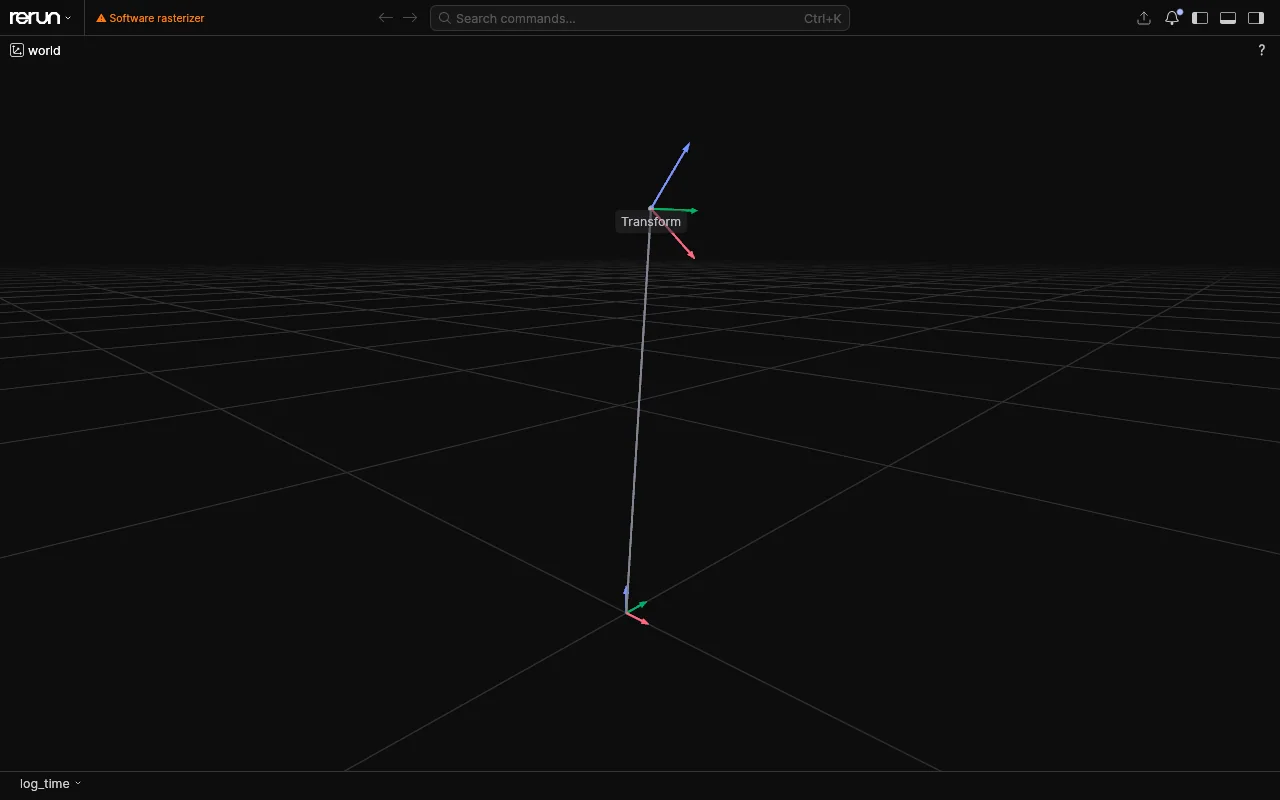 rerun
Software rasterizer
Search commands...
Ctrl+K
world
?
Transform
log_time